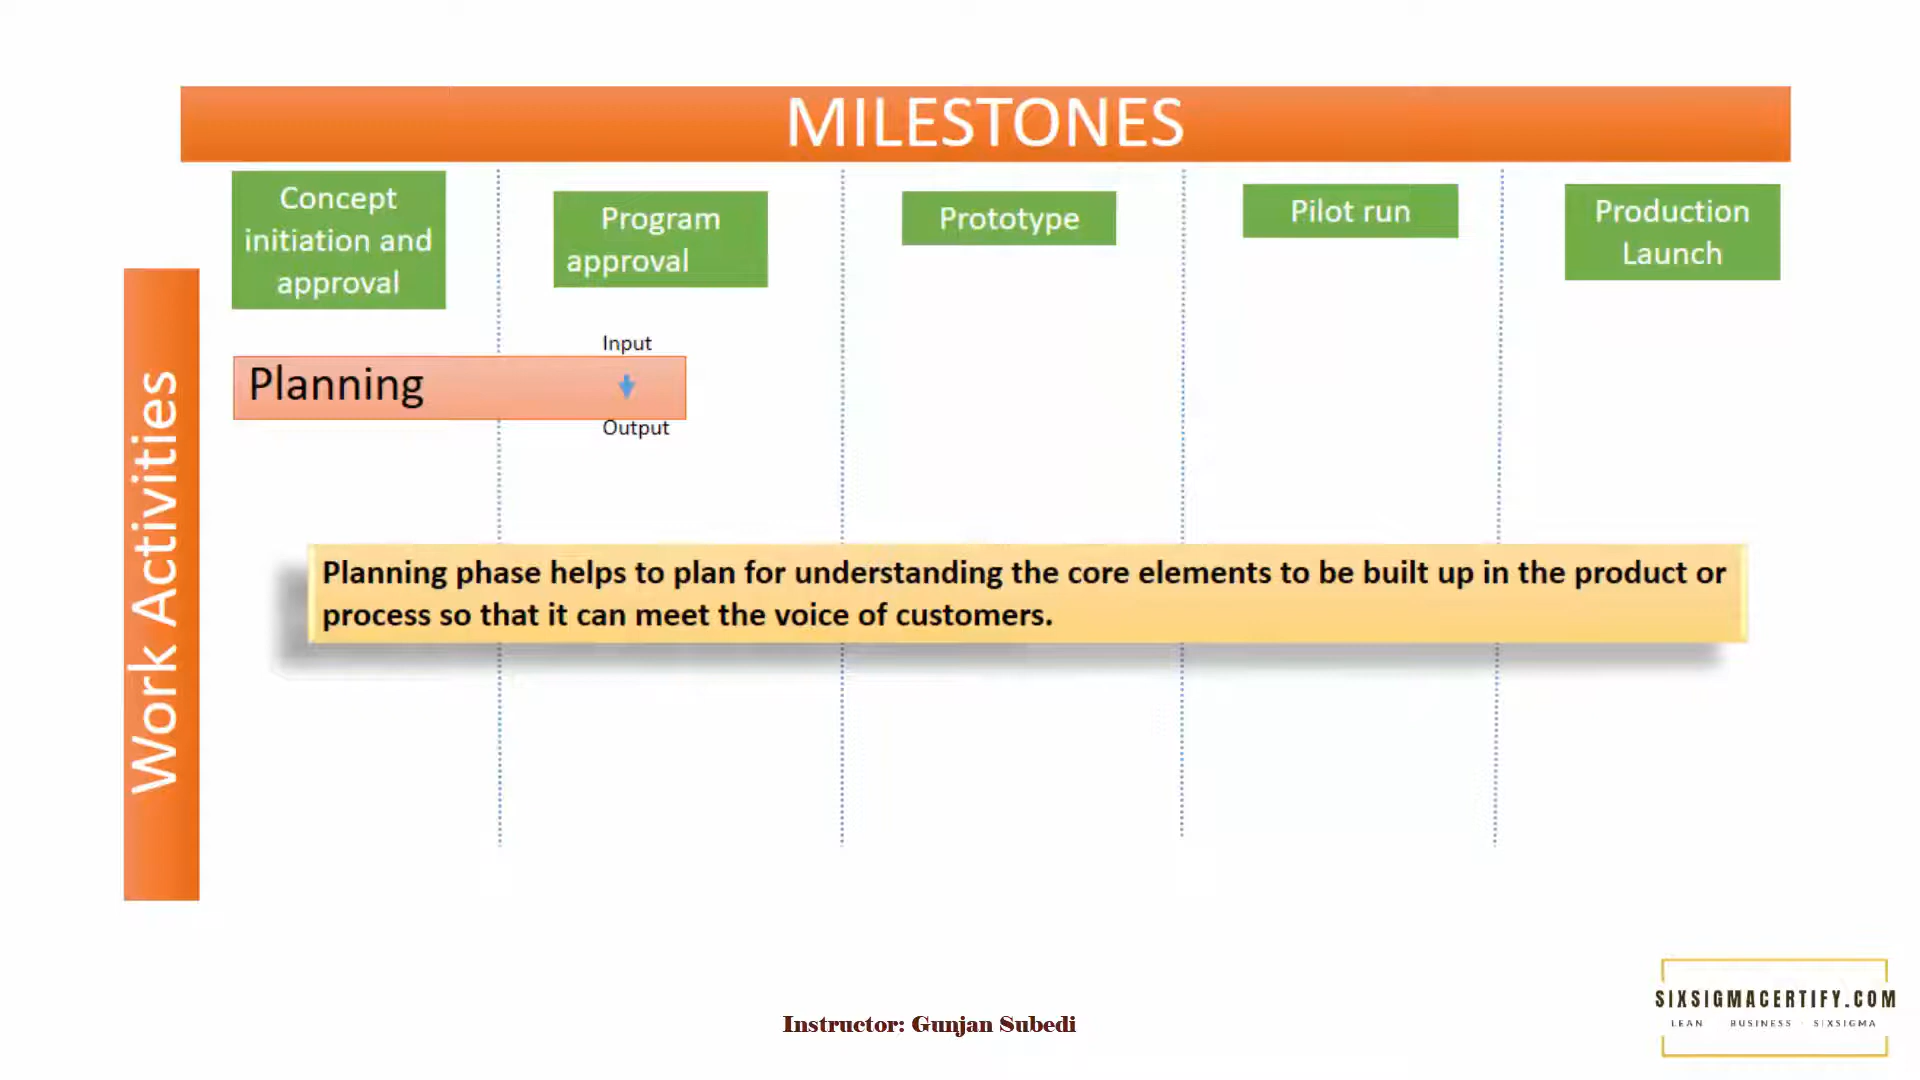 MILESTONES
Concept
initiation and
approval
Program
approval
Prototype
Pilot run
Production
Launch
Work Activities
Input
Planning
Output
Planning phase helps to plan for understanding the core elements to be built up in the product or
process so that it can meet the voice of customers.
Instructor: Gunjan Subedi
SIXSIGMACERTIFY.COM
LEAN BUSINESS SIXSIGMA